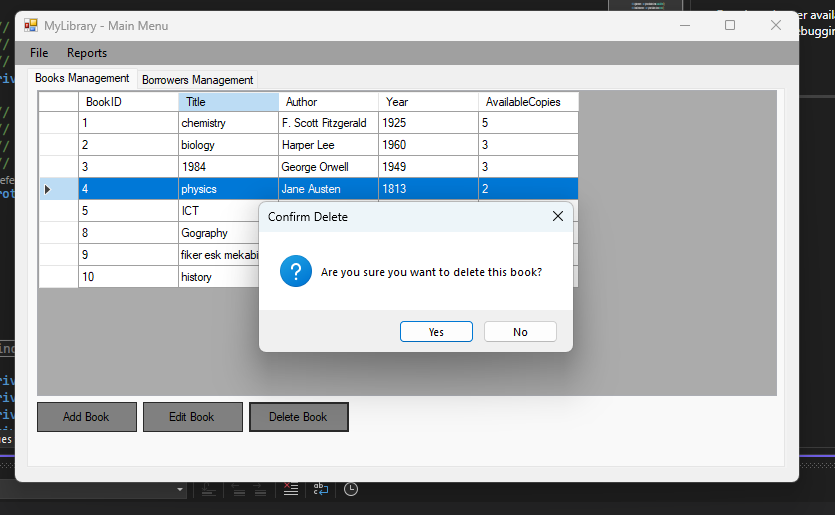 MyLibrary - Main Menu
File Reports
Books Management Borrowers Management
BookID Title Author Year AvailableCopies
1 chemistry F. Scott Fitzgerald 1925 5
2 biology Harper Lee 1960 3
3 1984 George Orwell 1949 3
4 physics Jane Austen 1813 2
5 ICT
8 Gography
9 fiker esk mekabi
10 history
Confirm Delete
Are you sure you want to delete this book?
Yes No
Add Book Edit Book Delete Book